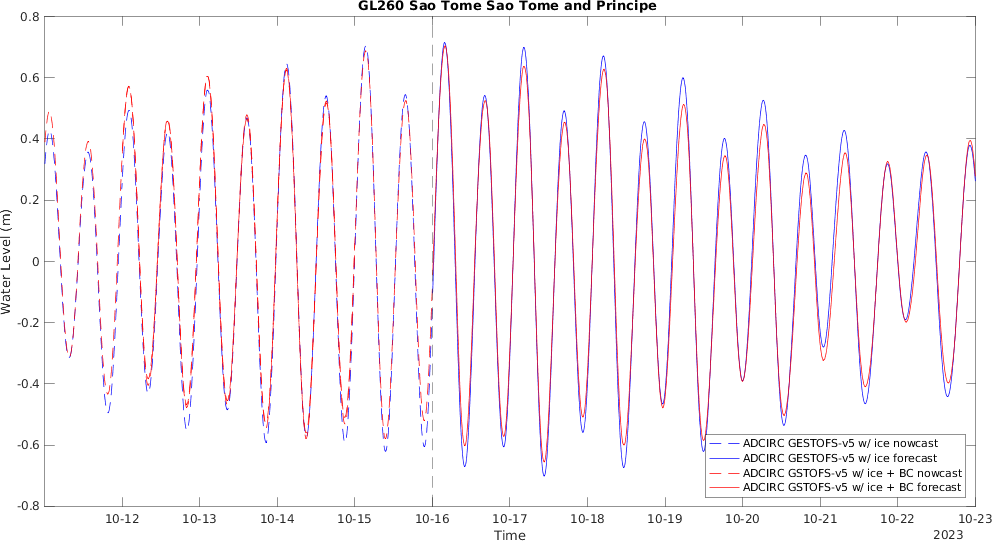 GL260 Sao Tome Sao Tome and Principe
Water Level (m)
0.8
0.6
0.4
0.2
0
-0.2
-0.4
-0.6
-0.8
ADCIRC GESTOFS-v5 w/ ice nowcast
ADCIRC GESTOFS-v5 w/ ice forecast
ADCIRC GSTOFS-v5 w/ ice + BC nowcast
ADCIRC GSTOFS-v5 w/ ice + BC forecast
10-12 10-13 10-14 10-15 10-16 10-17 10-18 10-19 10-20 10-21 10-22 10-23
Time
2023